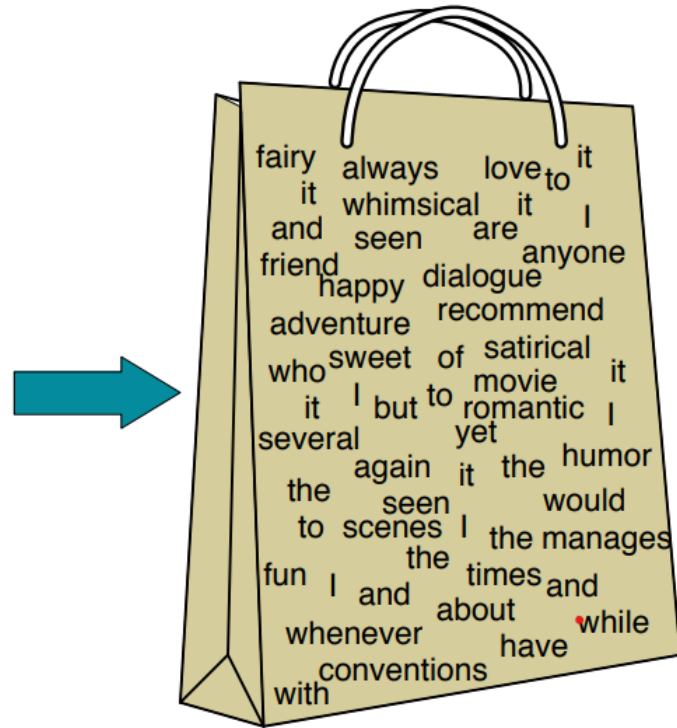 fairy always love to it
it whimsical it I
and seen are anyone
friend happy dialogue
adventure recommend
who sweet of satirical
it I but to movie it
romantic I
several yet
again it the humor
the seen would
to scenes I the manages
fun I and the times and
whenever about while
with conventions have